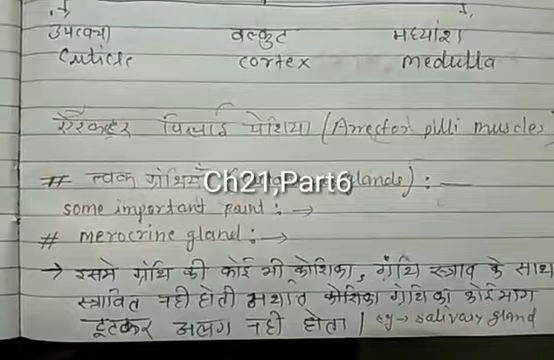 उपत्वचा वल्कुट मध्यांश
Cuticle cortex medulla
ऐरेक्टर पिलाई पेशियां (Arrector pilli muscles)
# त्वक ग्रंथियाँ glands) : —
Ch21,Part6
some important point : →
# merocrine gland : →
→ इसमे ग्रंथि की कोई भी कोशिका, ग्रंथि स्त्राव के साथ
स्त्रावित नही होती अर्थात कोशिका ग्रंथि का कोई भाग
टूटकर अलग नही होता | eg → salivary gland